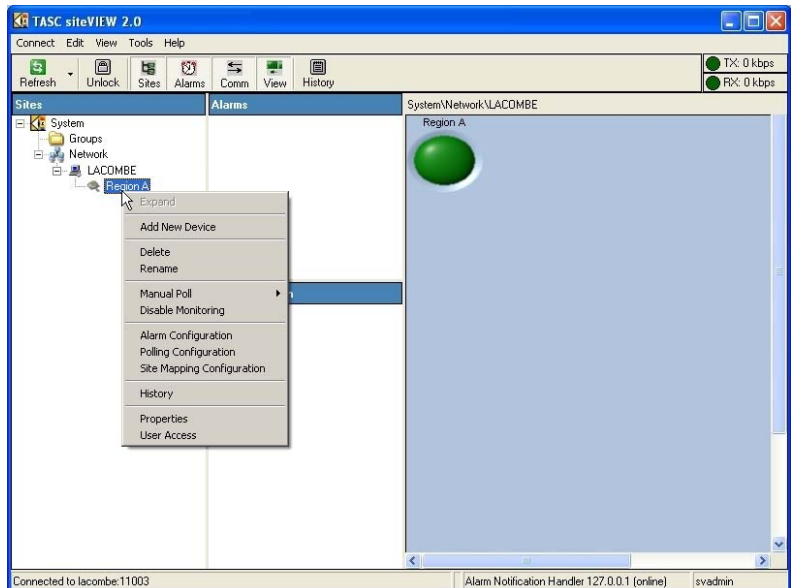 TASC siteVIEW 2.0
Connect Edit View Tools Help
Refresh Unlock Sites Alarms Comm View History
TX: 0 kbps
RX: 0 kbps
Sites
Alarms
System\Network\LACOMBE
System
Groups
Network
LACOMBE
Region A
Region A
Expand
Add New Device
Delete
Rename
Manual Poll
Disable Monitoring
Alarm Configuration
Polling Configuration
Site Mapping Configuration
History
Properties
User Access
Connected to lacombe:11003
Alarm Notification Handler 127.0.0.1 (online)
svadmin